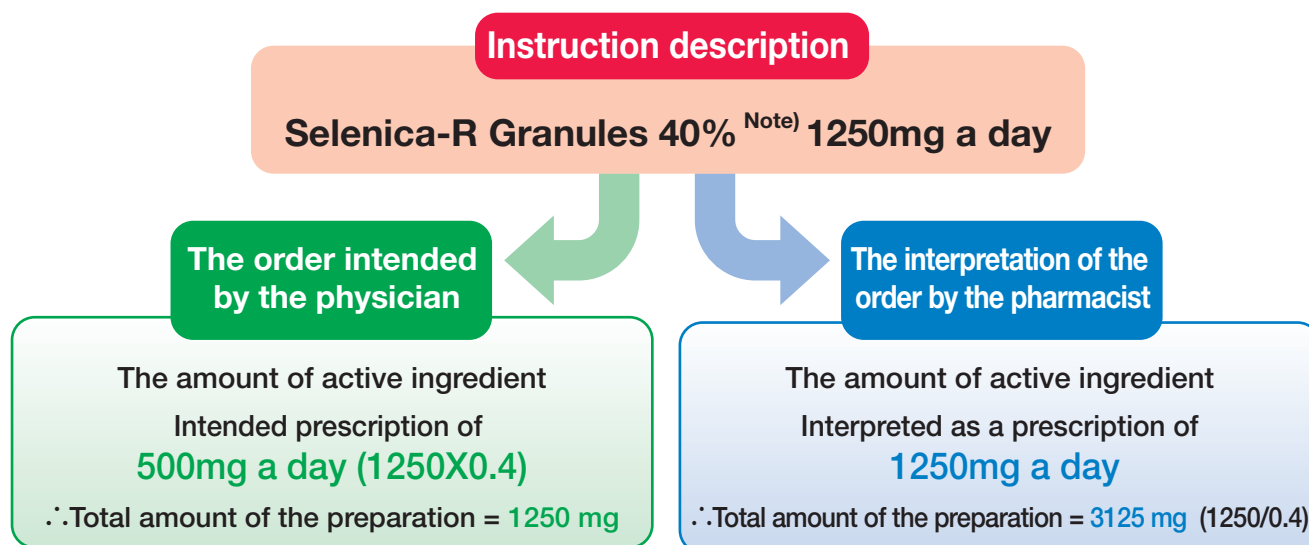 Instruction description
Selenica-R Granules 40% Note) 1250mg a day
The order intended
by the physician
The amount of active ingredient
Intended prescription of
500mg a day (1250X0.4)
∴Total amount of the preparation = 1250 mg
The interpretation of the
order by the pharmacist
The amount of active ingredient
Interpreted as a prescription of
1250mg a day
∴Total amount of the preparation = 3125 mg (1250/0.4)